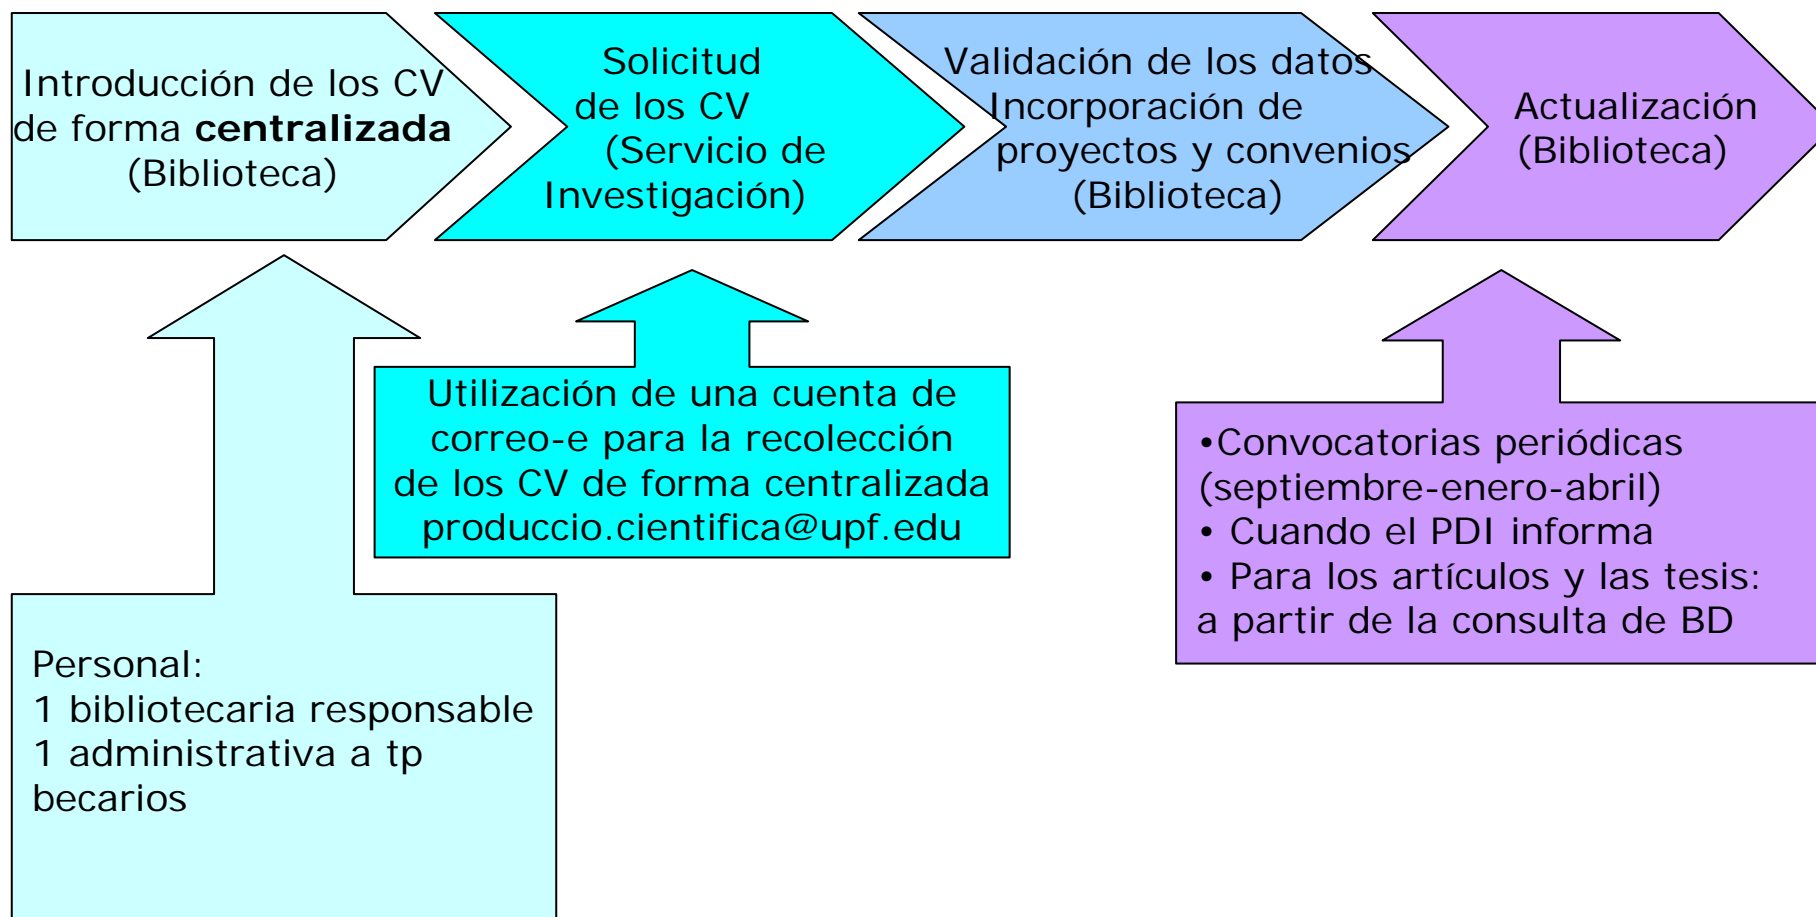 Introducción de los CV
de forma centralizada
(Biblioteca)
Solicitud
de los CV
(Servicio de
Investigación)
Validación de los datos
Incorporación de
proyectos y convenios
(Biblioteca)
Actualización
(Biblioteca)
Utilización de una cuenta de
correo-e para la recolección
de los CV de forma centralizada
produccio.cientifica@upf.edu
•Convocatorias periódicas
(septiembre-enero-abril)
• Cuando el PDI informa
• Para los artículos y las tesis:
a partir de la consulta de BD
Personal:
1 bibliotecaria responsable
1 administrativa a tp
becarios